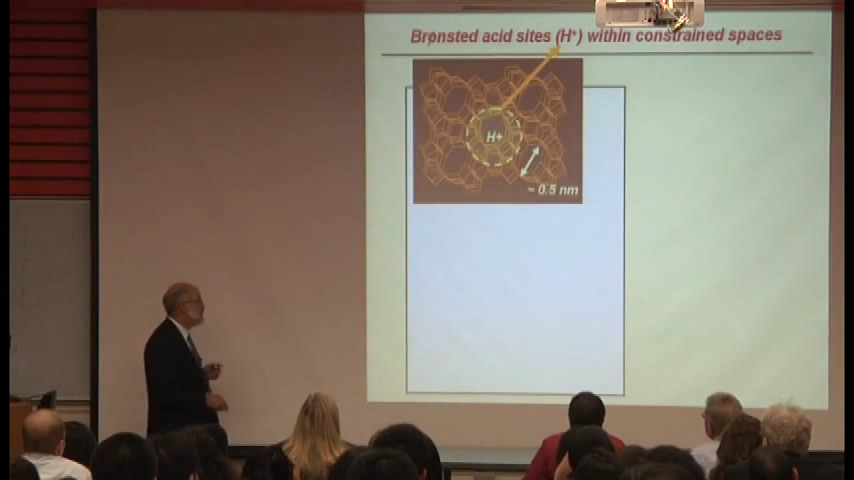 Brønsted acid sites (H⁺) within constrained spaces
H+
≈ 0.5 nm